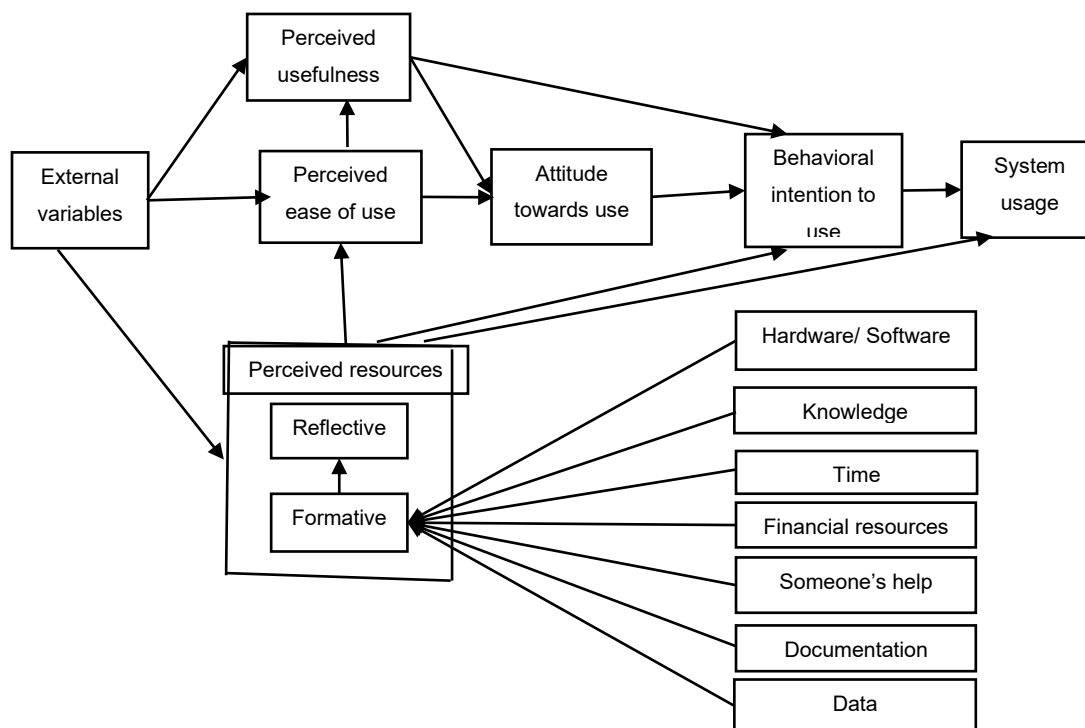 Perceived
usefulness
External
variables
Perceived
ease of use
Attitude
towards use
Behavioral
intention to
use
System
usage
Perceived resources
Reflective
Formative
Hardware/ Software
Knowledge
Time
Financial resources
Someone’s help
Documentation
Data